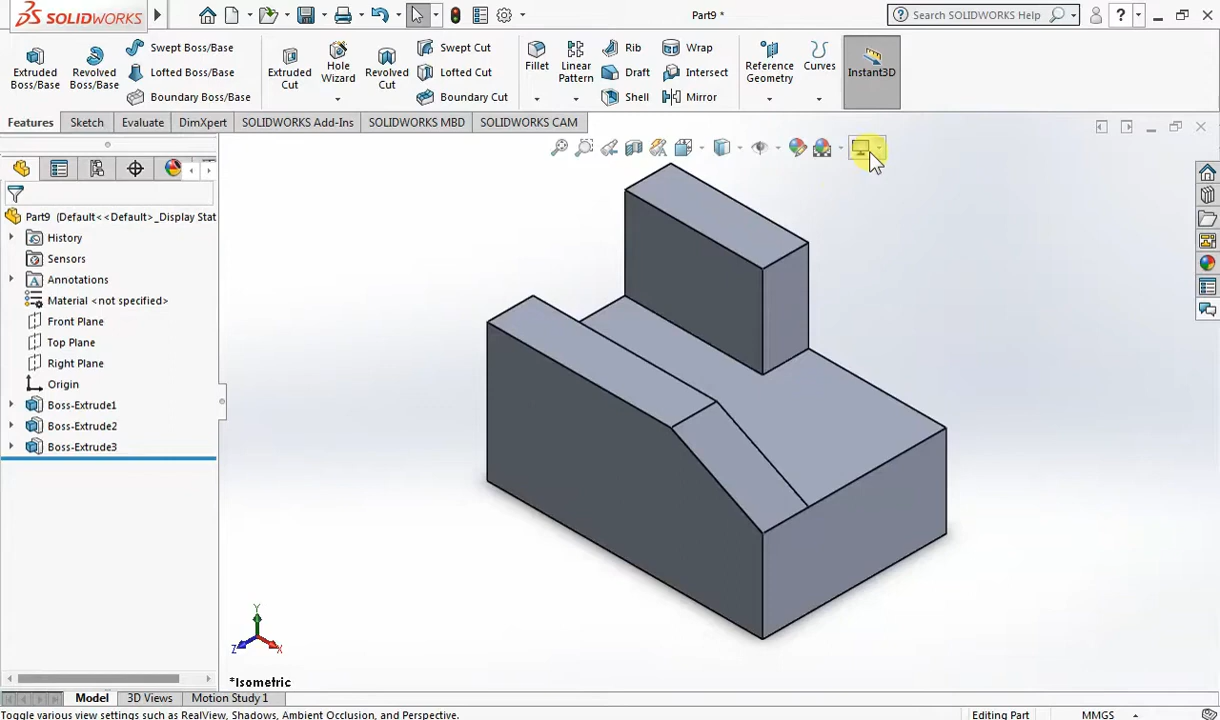 SOLIDWORKS
Part9 *
Search SOLIDWORKS Help
?
Extruded Boss/Base
Revolved Boss/Base
Swept Boss/Base
Lofted Boss/Base
Boundary Boss/Base
Extruded Cut
Hole Wizard
Revolved Cut
Swept Cut
Lofted Cut
Boundary Cut
Fillet
Linear Pattern
Rib
Draft
Shell
Wrap
Intersect
Mirror
Reference Geometry
Curves
Instant3D
Features
Sketch
Evaluate
DimXpert
SOLIDWORKS Add-Ins
SOLIDWORKS MBD
SOLIDWORKS CAM
Part9 (Default<<Default>_Display Stat
History
Sensors
Annotations
Material <not specified>
Front Plane
Top Plane
Right Plane
Origin
Boss-Extrude1
Boss-Extrude2
Boss-Extrude3
Y
Z
X
*Isometric
Model
3D Views
Motion Study 1
Toggle various view settings such as RealView, Shadows, Ambient Occlusion, and Perspective.
Editing Part
MMGS